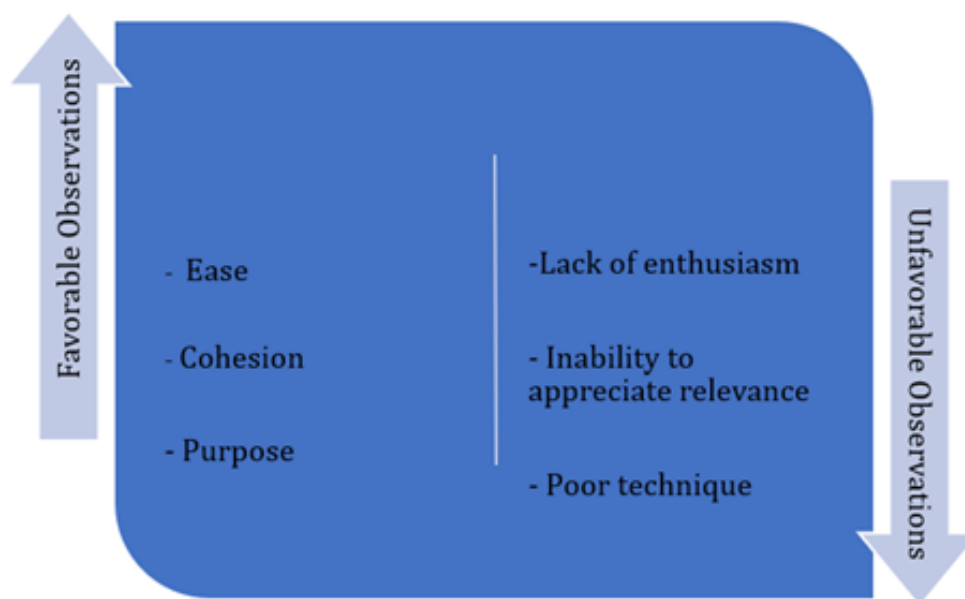 Favorable Observations
- Ease
- Cohesion
- Purpose
-Lack of enthusiasm
- Inability to
appreciate relevance
- Poor technique
Unfavorable Observations